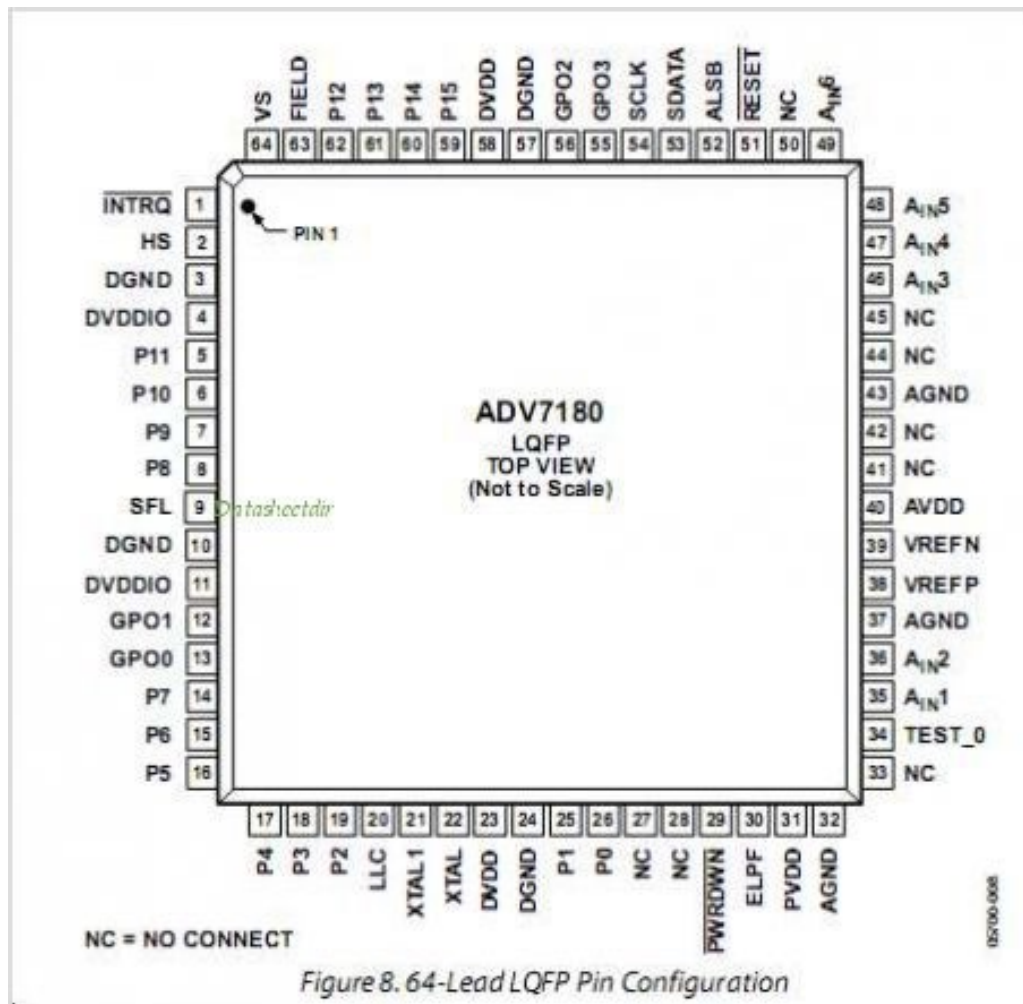 VS FIELD P12 P13 P14 P15 DVDD DGND GPO2 GPO3 SCLK SDATA ALSB RESET NC AIN6
64 63 62 61 60 59 58 57 56 55 54 53 52 51 50 49
INTRQ 1
HS 2
DGND 3
DVDDIO 4
P11 5
P10 6
P9 7
P8 8
SFL 9
DGND 10
DVDDIO 11
GPO1 12
GPO0 13
P7 14
P6 15
P5 16
PIN 1
ADV7180
LQFP
TOP VIEW
(Not to Scale)
Datasheetdir
48 AIN5
47 AIN4
46 AIN3
45 NC
44 NC
43 AGND
42 NC
41 NC
40 AVDD
39 VREFN
38 VREFP
37 AGND
36 AIN2
35 AIN1
34 TEST_0
33 NC
17 18 19 20 21 22 23 24 25 26 27 28 29 30 31 32
P4 P3 P2 LLC XTAL1 XTAL DVDD DGND P1 P0 NC NC PWRDWN ELPF PVDD AGND
NC = NO CONNECT
05700-008
Figure 8. 64-Lead LQFP Pin Configuration